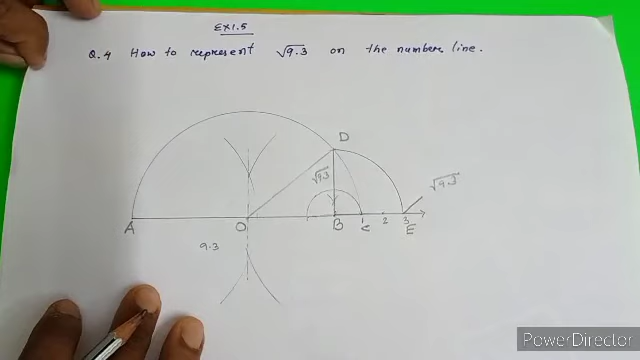 EX1.5
Q.4 How to represent √9.3 on the number line.
D
√9.3
√9.3
A O B C 2 3
E
9.3
PowerDirector